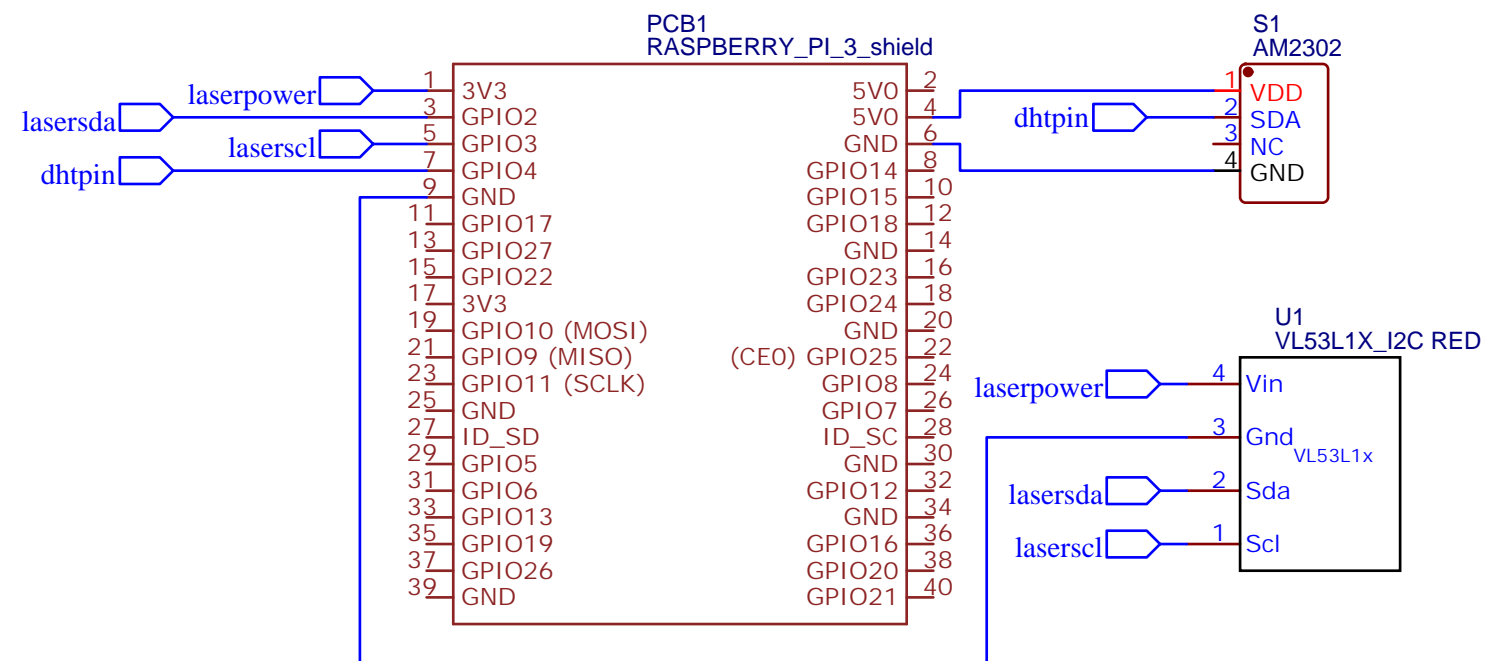 PCB1
RASPBERRY_PI_3_shield
laserpower
lasersda
laserscl
dhtpin
1 3V3
3 GPIO2
5 GPIO3
7 GPIO4
9 GND
11 GPIO17
13 GPIO27
15 GPIO22
17 3V3
19 GPIO10 (MOSI)
21 GPIO9 (MISO)
23 GPIO11 (SCLK)
25 GND
27 ID_SD
29 GPIO5
31 GPIO6
33 GPIO13
35 GPIO19
37 GPIO26
39 GND
5V0 2
5V0 4
GND 6
GPIO14 8
GPIO15 10
GPIO18 12
GND 14
GPIO23 16
GPIO24 18
GND 20
(CE0) GPIO25 22
GPIO8 24
GPIO7 26
ID_SC 28
GND 30
GPIO12 32
GND 34
GPIO16 36
GPIO20 38
GPIO21 40
S1
AM2302
dhtpin
1 VDD
2 SDA
3 NC
4 GND
U1
VL53L1X_I2C RED
laserpower 4 Vin
3 Gnd
VL53L1x
lasersda 2 Sda
laserscl 1 Scl